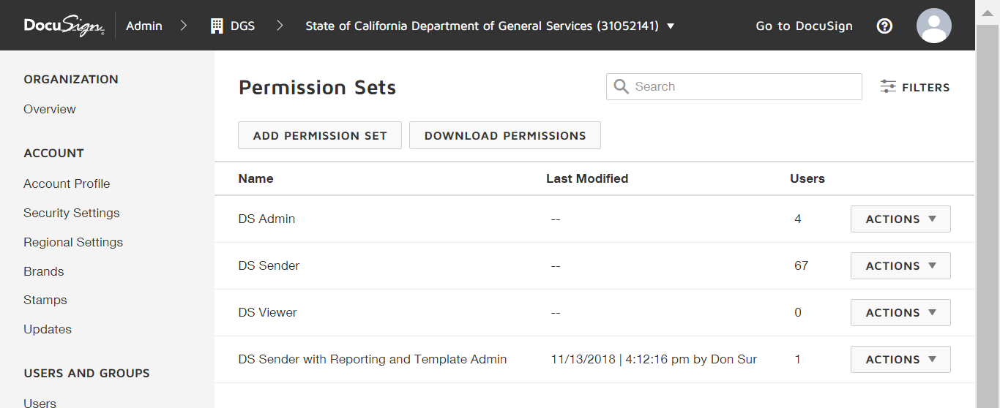 DocuSign Admin DGS State of California Department of General Services (31052141) Go to DocuSign
ORGANIZATION
Overview
ACCOUNT
Account Profile
Security Settings
Regional Settings
Brands
Stamps
Updates
USERS AND GROUPS
Users
Permission Sets
Search
FILTERS
ADD PERMISSION SET DOWNLOAD PERMISSIONS
Name Last Modified Users
DS Admin -- 4 ACTIONS
DS Sender -- 67 ACTIONS
DS Viewer -- 0 ACTIONS
DS Sender with Reporting and Template Admin 11/13/2018 | 4:12:16 pm by Don Sur 1 ACTIONS